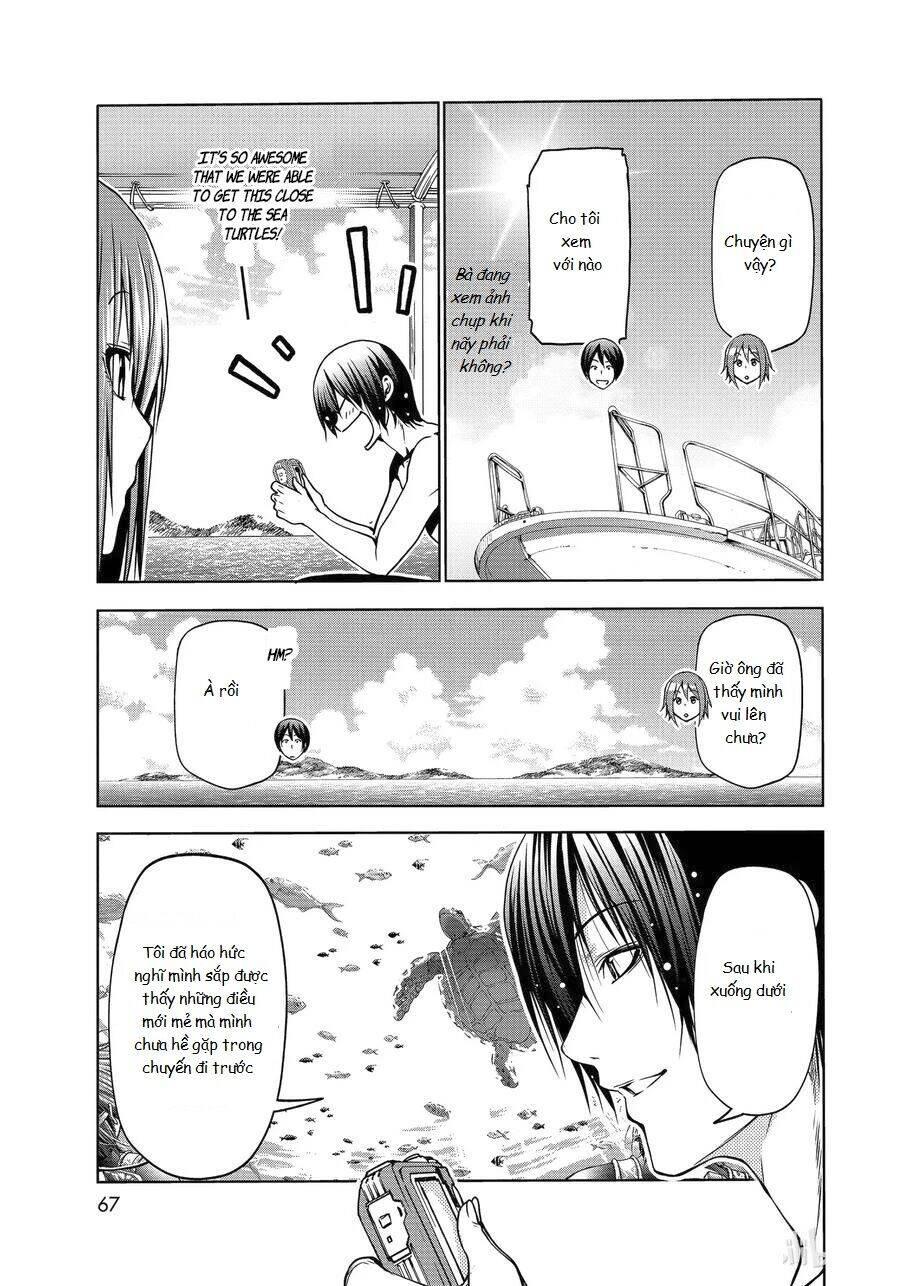 Chuyện gì
vậy?
Cho tôi
xem
với nào
Bà đang
xem ảnh
chụp khi
nãy phải
không?
IT'S SO AWESOME
THAT WE WERE ABLE
TO GET THIS CLOSE
TO THE SEA
TURTLES!
Giờ ông đã
thấy mình
vui lên
chưa?
HM?
À rồi
Sau khi
xuống dưới
Tôi đã háo hức
nghĩ mình sắp được
thấy những điều
mới mẻ mà mình
chưa hề gặp trong
chuyến đi trước
67